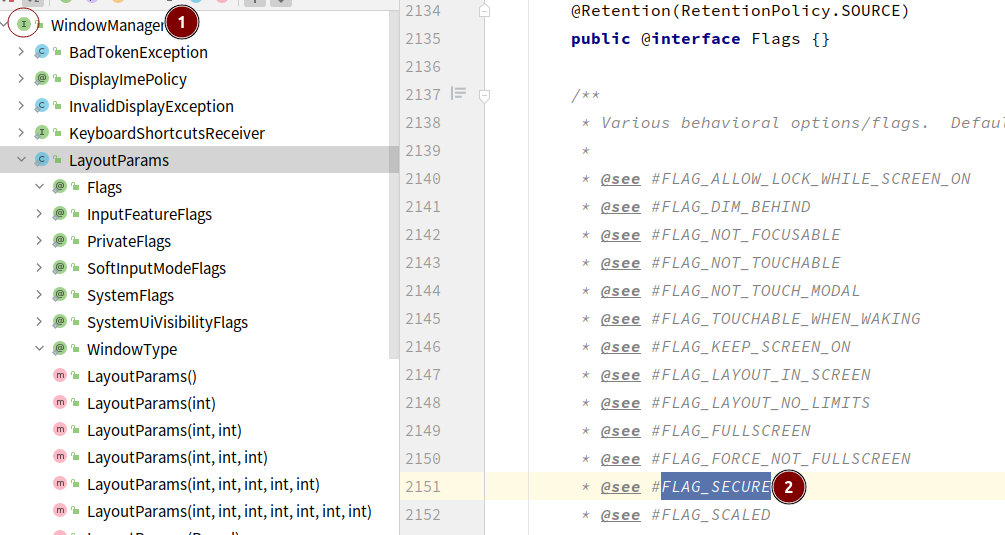 WindowManager
1
BadTokenException
DisplayImePolicy
InvalidDisplayException
KeyboardShortcutsReceiver
LayoutParams
Flags
InputFeatureFlags
PrivateFlags
SoftInputModeFlags
SystemFlags
SystemUiVisibilityFlags
WindowType
LayoutParams()
LayoutParams(int)
LayoutParams(int, int)
LayoutParams(int, int, int)
LayoutParams(int, int, int, int, int)
LayoutParams(int, int, int, int, int, int, int)
2134 @Retention(RetentionPolicy.SOURCE)
2135 public @interface Flags {}
2136
2137 /**
2138 * Various behavioral options/flags.
2139 *
2140 * @see #FLAG_ALLOW_LOCK_WHILE_SCREEN_ON
2141 * @see #FLAG_DIM_BEHIND
2142 * @see #FLAG_NOT_FOCUSABLE
2143 * @see #FLAG_NOT_TOUCHABLE
2144 * @see #FLAG_NOT_TOUCH_MODAL
2145 * @see #FLAG_TOUCHABLE_WHEN_WAKING
2146 * @see #FLAG_KEEP_SCREEN_ON
2147 * @see #FLAG_LAYOUT_IN_SCREEN
2148 * @see #FLAG_LAYOUT_NO_LIMITS
2149 * @see #FLAG_FULLSCREEN
2150 * @see #FLAG_FORCE_NOT_FULLSCREEN
2151 * @see #FLAG_SECURE 2
2152 * @see #FLAG_SCALED